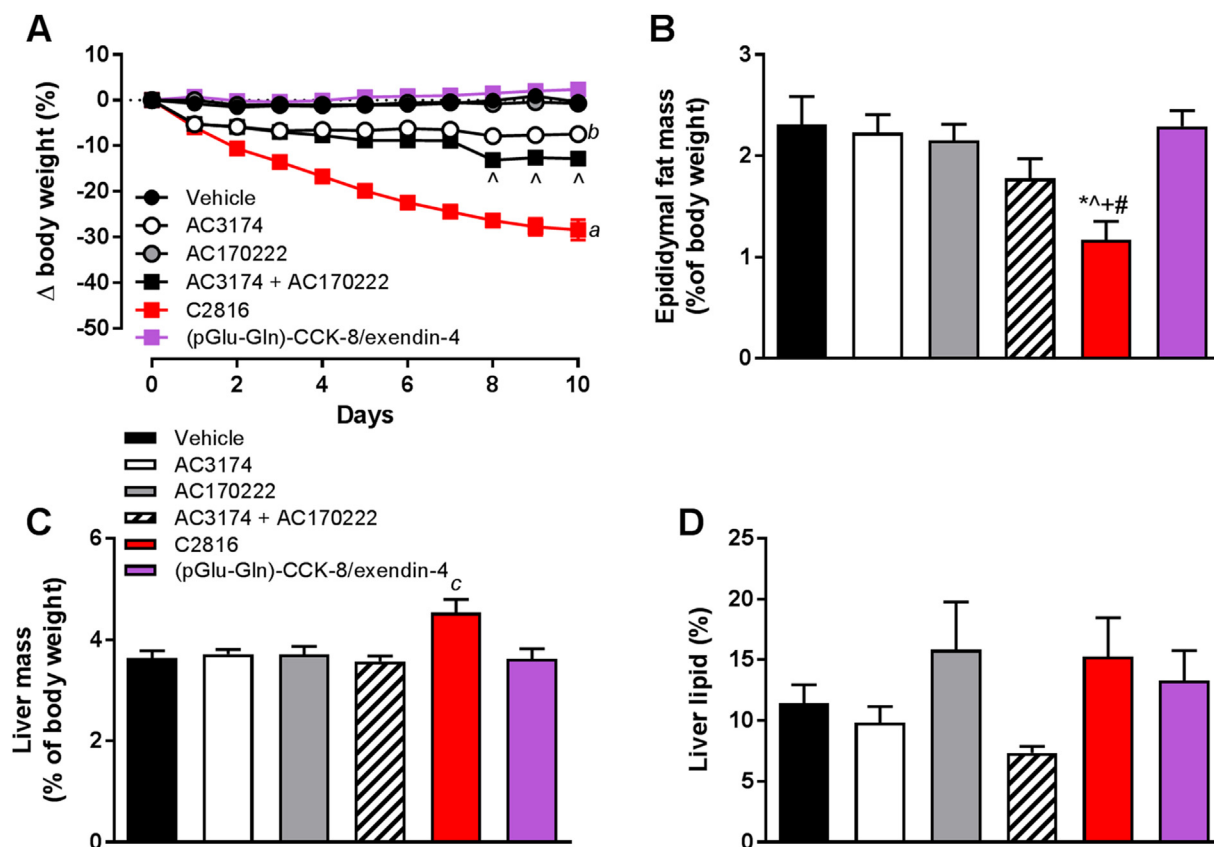 A
Δ body weight (%)
10
0
-10
-20
-30
-40
-50
b
^ ^ ^
a
Vehicle
AC3174
AC170222
AC3174 + AC170222
C2816
(pGlu-Gln)-CCK-8/exendin-4
0 2 4 6 8 10
Days
B
Epididymal fat mass
(%of body weight)
3
2
1
0
*^+#
Vehicle
AC3174
AC170222
AC3174 + AC170222
C2816
(pGlu-Gln)-CCK-8/exendin-4
C
Liver mass
(% of body weight)
6
4
2
0
c
D
Liver lipid (%)
25
20
15
10
5
0